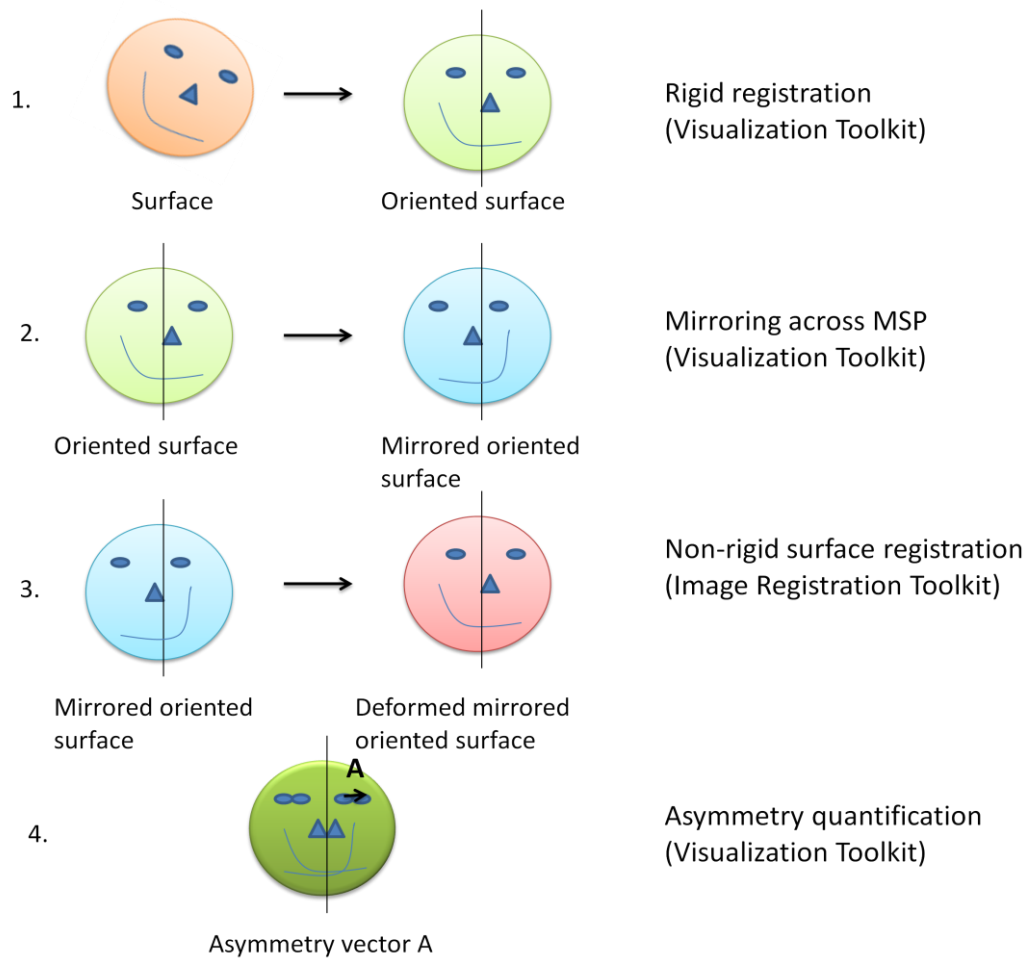 1.
Surface
Oriented surface
Rigid registration
(Visualization Toolkit)
2.
Oriented surface
Mirrored oriented
surface
Mirroring across MSP
(Visualization Toolkit)
3.
Mirrored oriented
surface
Deformed mirrored
oriented surface
Non-rigid surface registration
(Image Registration Toolkit)
4.
A
Asymmetry vector A
Asymmetry quantification
(Visualization Toolkit)